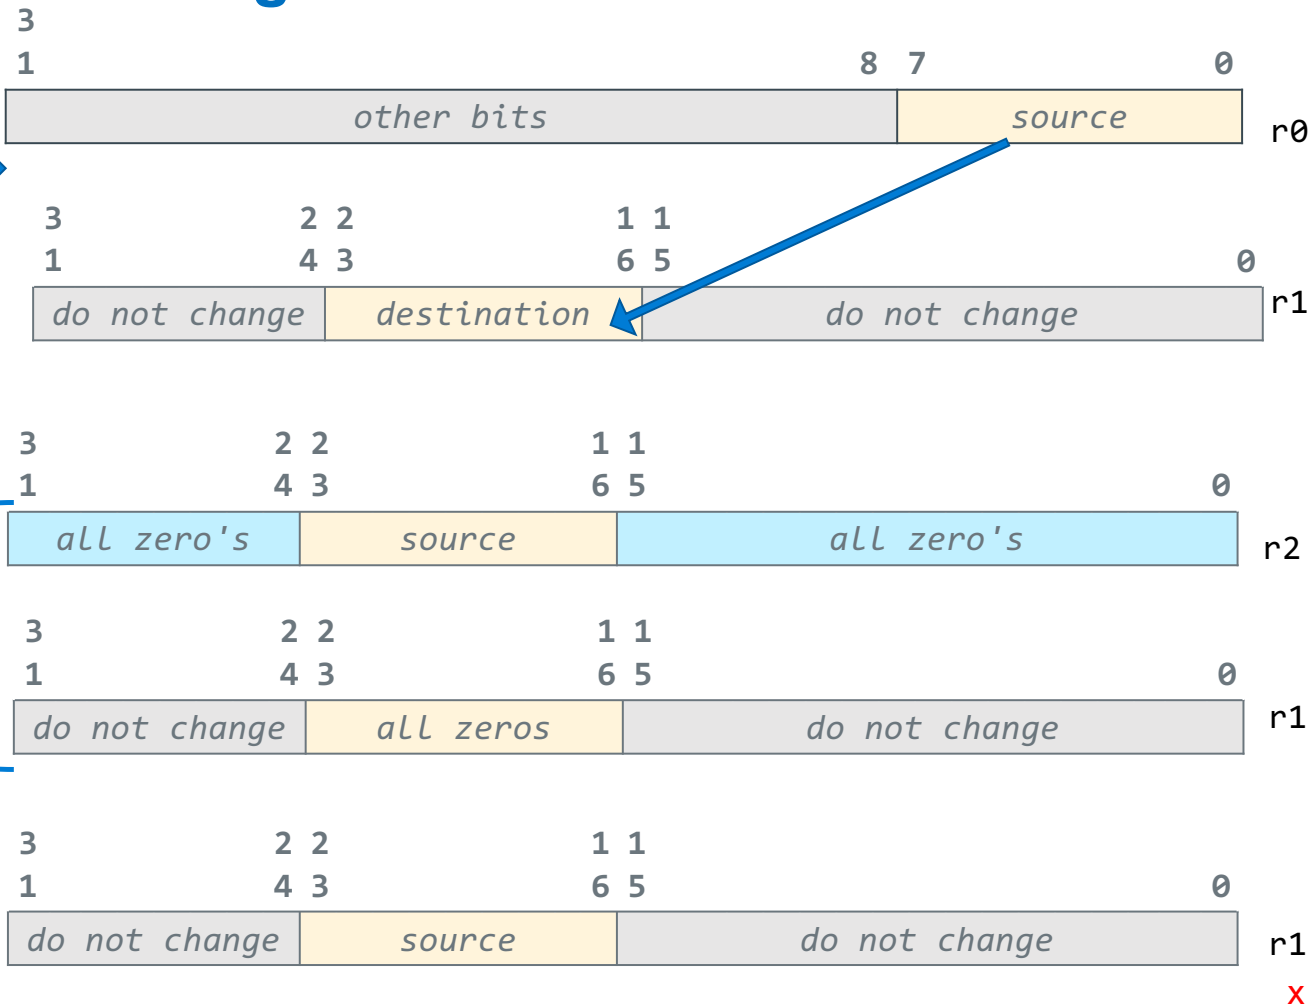 3
1 8 7 0
other bits source r0
3 2 2 1 1
1 4 3 6 5 0
do not change destination do not change r1
3 2 2 1 1
1 4 3 6 5 0
all zero's source all zero's r2
3 2 2 1 1
1 4 3 6 5 0
do not change all zeros do not change r1
3 2 2 1 1
1 4 3 6 5 0
do not change source do not change r1
x